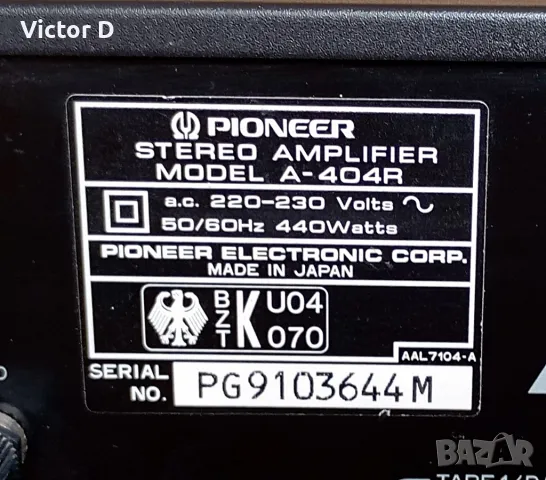 Victor D
PIONEER
STEREO AMPLIFIER
MODEL A-404R
a.c. 220-230 Volts ~
50/60Hz 440Watts
PIONEER ELECTRONIC CORP.
MADE IN JAPAN
BZT K U04 070
AAL7104-A
SERIAL NO. PG9103644M
BAZAR